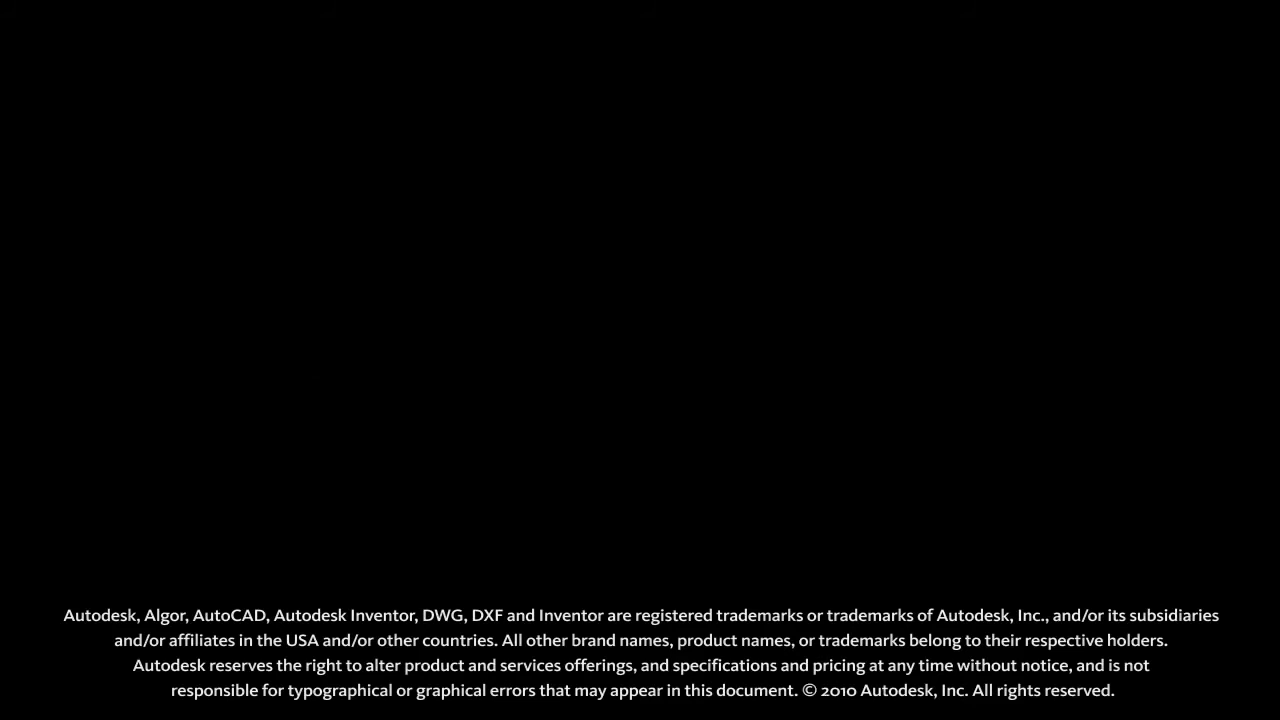 Autodesk, Algor, AutoCAD, Autodesk Inventor, DWG, DXF and Inventor are registered trademarks or trademarks of Autodesk, Inc., and/or its subsidiaries
and/or affiliates in the USA and/or other countries. All other brand names, product names, or trademarks belong to their respective holders.
Autodesk reserves the right to alter product and services offerings, and specifications and pricing at any time without notice, and is not
responsible for typographical or graphical errors that may appear in this document. © 2010 Autodesk, Inc. All rights reserved.